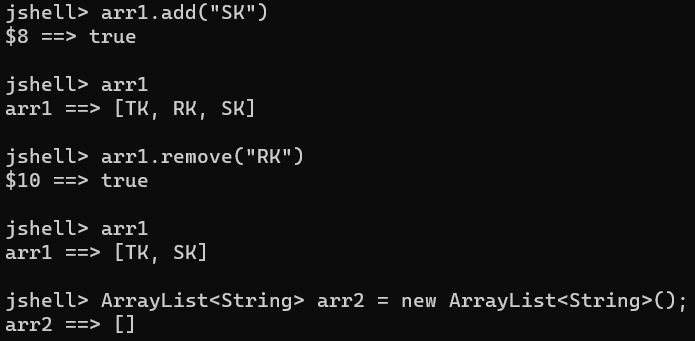 jshell> arr1.add("SK")
$8 ==> true
jshell> arr1
arr1 ==> [TK, RK, SK]
jshell> arr1.remove("RK")
$10 ==> true
jshell> arr1
arr1 ==> [TK, SK]
jshell> ArrayList<String> arr2 = new ArrayList<String>();
arr2 ==> []